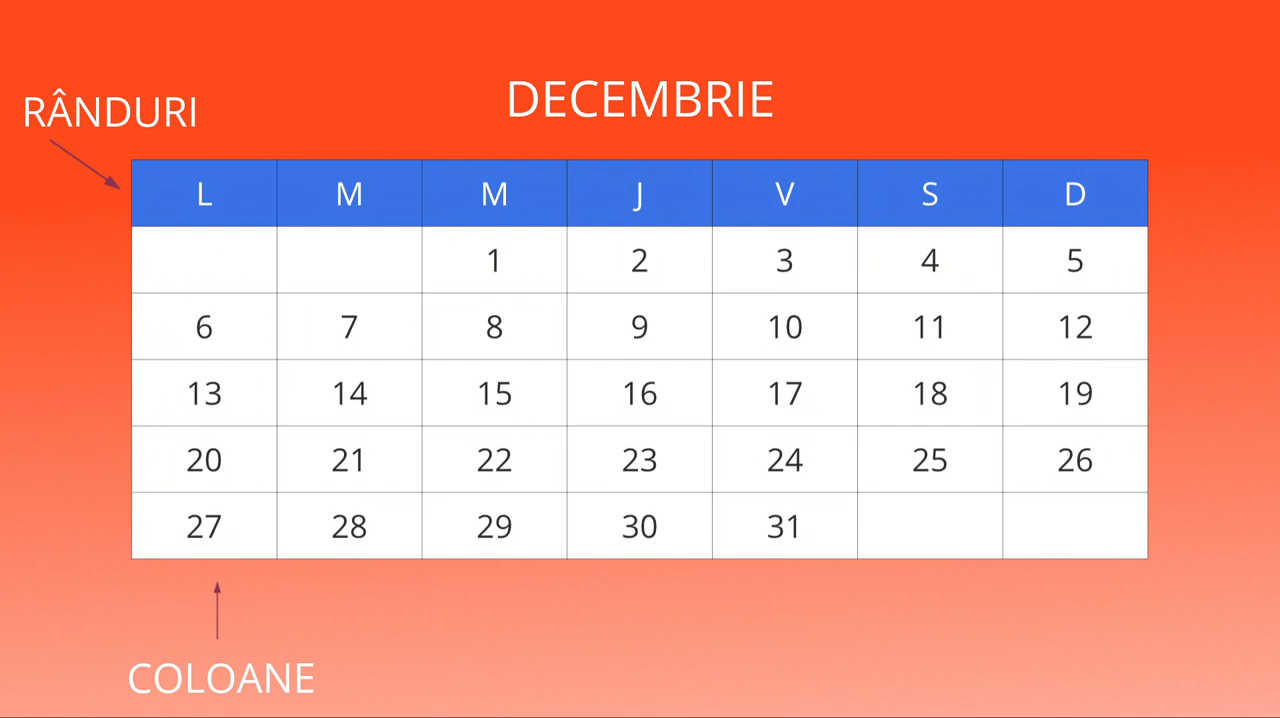 DECEMBRIE
RÂNDURI
L M M J V S D
1 2 3 4 5
6 7 8 9 10 11 12
13 14 15 16 17 18 19
20 21 22 23 24 25 26
27 28 29 30 31
COLOANE